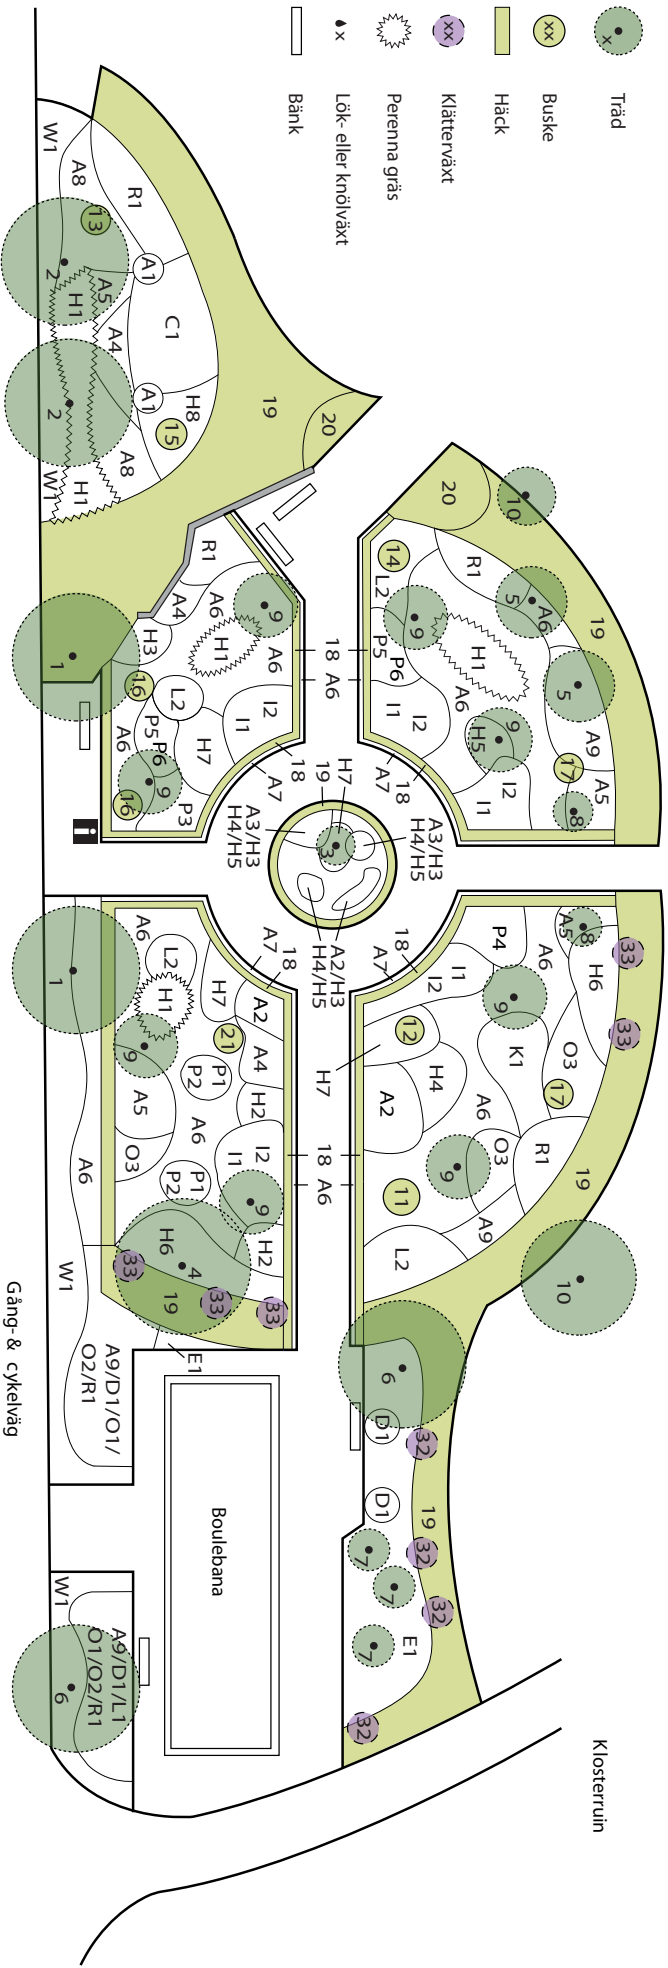 x Träd
xx Buske
Häck
xx Klätterväxt
Perenna gräs
x Lök- eller knölväxt
Bänk
W1
A8
13
R1
2
H1
A5
A1
A4
C1
2
A1
H8
15
A8
W1
H1
19
20
20
10
14
L2
R1
5
A6
19
9
P5
P6
H1
A6
5
I1
I2
H5
9
A9
17
A5
I2
I1
8
A7
18
R1
A4
A6
9
H1
A6
H3
1
16
L2
I2
I1
A6
P5
P6
H7
9
16
P3
18
A7
i
18
A6
19
H7
3
A3/H3
H4/H5
A3/H3
H4/H5
A2/H3
H4/H5
18
A7
18
A7
P4
A6
A5
8
H6
33
33
I1
I2
9
12
H4
K1
O3
17
H7
A2
A6
9
O3
R1
19
11
A9
L2
10
18
A6
1
A6
L2
H1
H7
A2
9
21
A4
A5
P1
P2
H2
A6
O3
I2
I1
P1
P2
9
H6
4
H2
33
19
33
33
A6
W1
E1
A9/D1/O1/
O2/R1
6
D1
32
D1
19
32
7
7
32
7
E1
32
Boulebana
W1
A9/D1/L1
O1/O2/R1
6
Gång- & cykelväg
Klosterruin